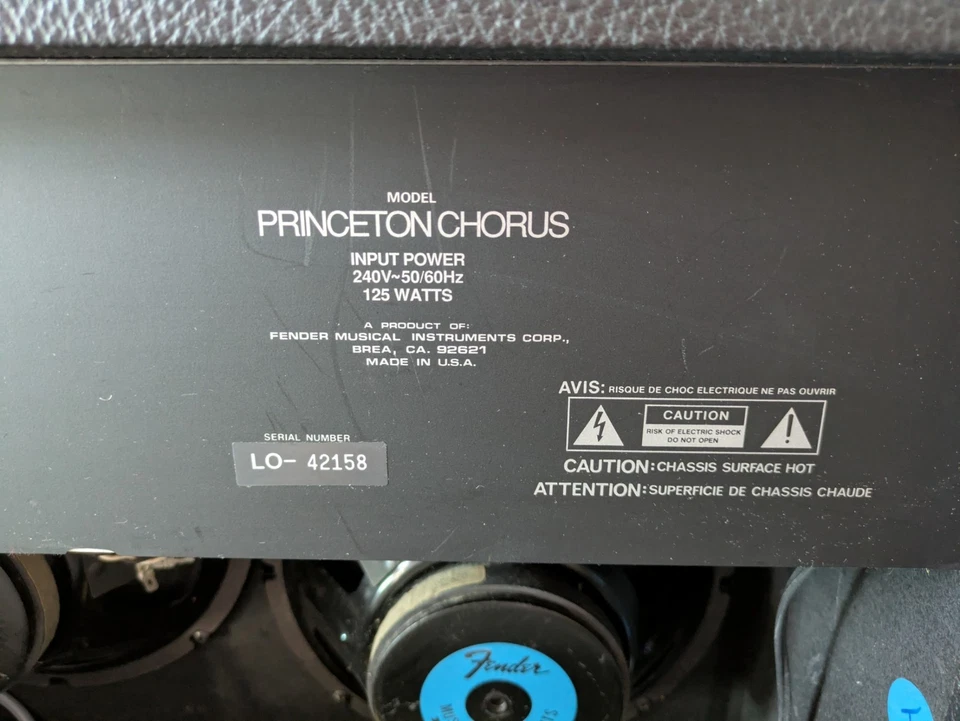 MODEL
PRINCETON CHORUS
INPUT POWER
240V~50/60Hz
125 WATTS
A PRODUCT OF:
FENDER MUSICAL INSTRUMENTS CORP.,
BREA, CA. 92621
MADE IN U.S.A.
AVIS: RISQUE DE CHOC ELECTRIQUE NE PAS OUVRIR
CAUTION
RISK OF ELECTRIC SHOCK
DO NOT OPEN
CAUTION: CHASSIS SURFACE HOT
ATTENTION: SUPERFICIE DE CHASSIS CHAUDE
SERIAL NUMBER
LO- 42158
Fender